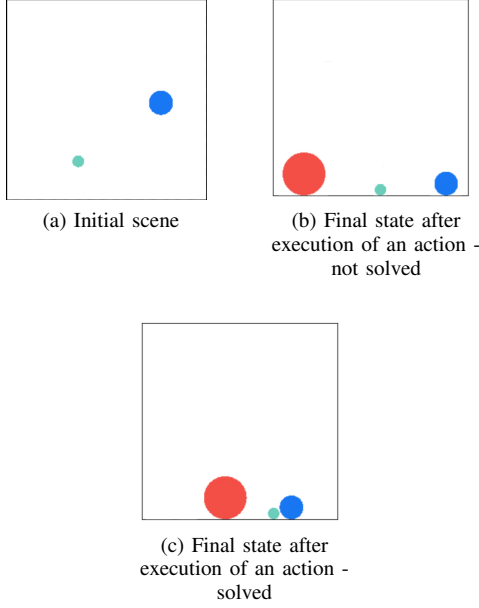 (a) Initial scene
(b) Final state after
execution of an action -
not solved
(c) Final state after
execution of an action -
solved